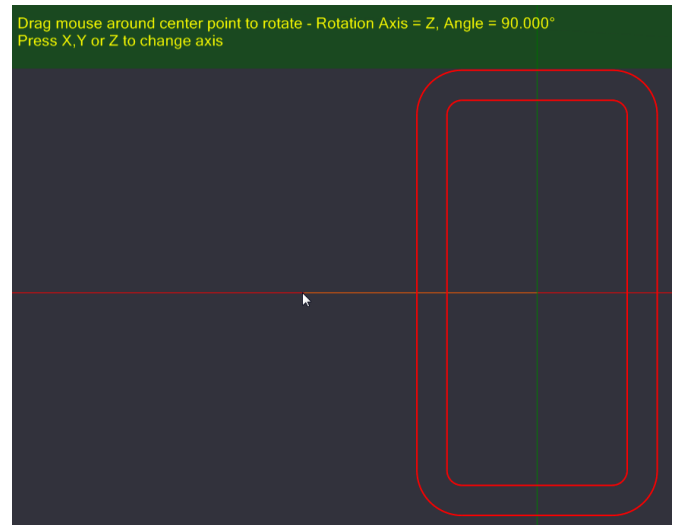 Drag mouse around center point to rotate - Rotation Axis = Z, Angle = 90.000°
Press X,Y or Z to change axis